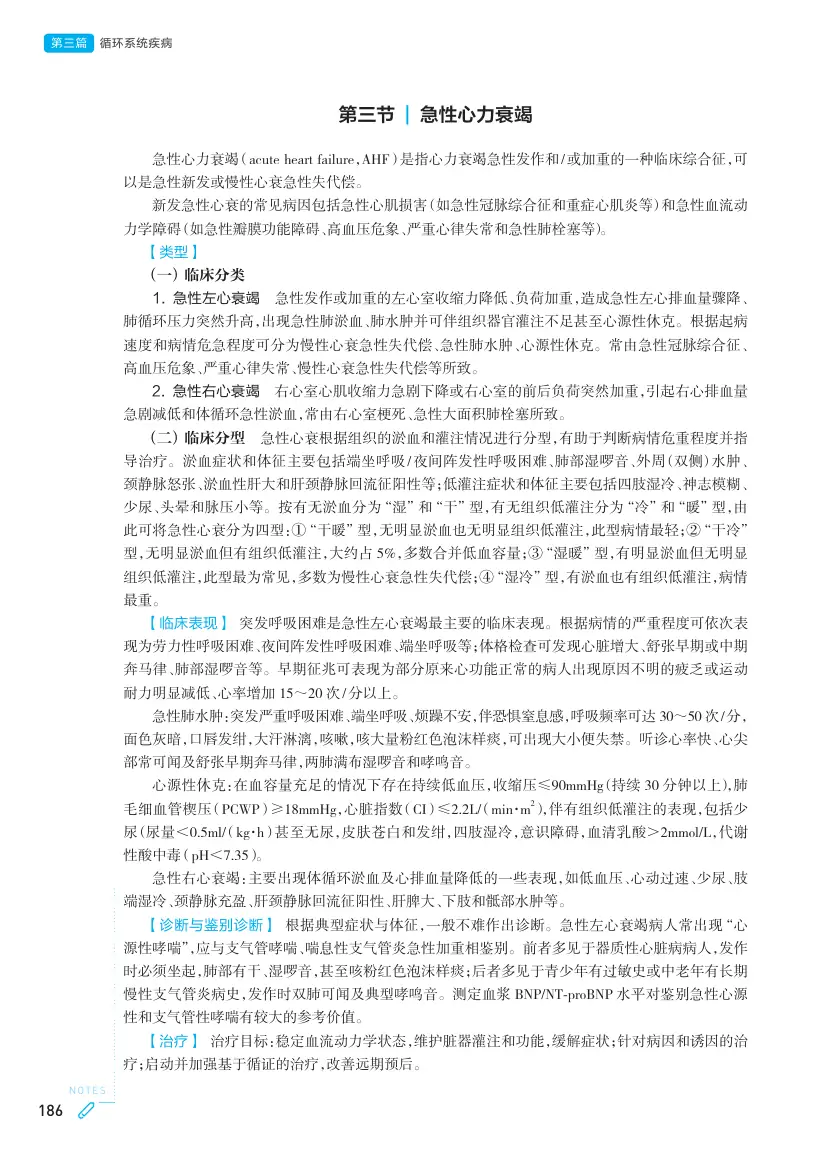 第三篇 循环系统疾病
第三节 | 急性心力衰竭
急性心力衰竭（acute heart failure，AHF）是指心力衰竭急性发作和/或加重的一种临床综合征，可
以是急性新发或慢性心衰急性失代偿。
新发急性心衰的常见病因包括急性心肌损害（如急性冠脉综合征和重症心肌炎等）和急性血流动
力学障碍（如急性瓣膜功能障碍、高血压危象、严重心律失常和急性肺栓塞等）。
【类型】
（一）临床分类
1. 急性左心衰竭 急性发作或加重的左心室收缩力降低、负荷加重，造成急性左心排血量骤降、
肺循环压力突然升高，出现急性肺淤血、肺水肿并可伴组织器官灌注不足甚至心源性休克。根据起病
速度和病情危急程度可分为慢性心衰急性失代偿、急性肺水肿、心源性休克。常由急性冠脉综合征、
高血压危象、严重心律失常、慢性心衰急性失代偿等所致。
2. 急性右心衰竭 右心室心肌收缩力急剧下降或右心室的前后负荷突然加重，引起右心排血量
急剧减低和体循环急性淤血，常由右心室梗死、急性大面积肺栓塞所致。
（二）临床分型 急性心衰根据组织的淤血和灌注情况进行分型，有助于判断病情危重程度并指
导治疗。淤血症状和体征主要包括端坐呼吸/夜间阵发性呼吸困难、肺部湿啰音、外周（双侧）水肿、
颈静脉怒张、淤血性肝大和肝颈静脉回流征阳性等；低灌注症状和体征主要包括四肢湿冷、神志模糊、
少尿、头晕和脉压小等。按有无淤血分为“湿”和“干”型，有无组织低灌注分为“冷”和“暖”型，由
此可将急性心衰分为四型：①“干暖”型，无明显淤血也无明显组织低灌注，此型病情最轻；②“干冷”
型，无明显淤血但有组织低灌注，大约占 5%，多数合并低血容量；③“湿暖”型，有明显淤血但无明显
组织低灌注，此型最为常见，多数为慢性心衰急性失代偿；④“湿冷”型，有淤血也有组织低灌注，病情
最重。
【临床表现】 突发呼吸困难是急性左心衰竭最主要的临床表现。根据病情的严重程度可依次表
现为劳力性呼吸困难、夜间阵发性呼吸困难、端坐呼吸等；体格检查可发现心脏增大、舒张早期或中期
奔马律、肺部湿啰音等。早期征兆可表现为部分原来心功能正常的病人出现原因不明的疲乏或运动
耐力明显减低、心率增加 15～20 次/分以上。
急性肺水肿：突发严重呼吸困难、端坐呼吸、烦躁不安，伴恐惧窒息感，呼吸频率可达 30～50 次/分，
面色灰暗，口唇发绀，大汗淋漓，咳嗽，咳大量粉红色泡沫样痰，可出现大小便失禁。听诊心率快、心尖
部常可闻及舒张早期奔马律，两肺满布湿啰音和哮鸣音。
心源性休克：在血容量充足的情况下存在持续低血压，收缩压≤90mmHg（持续 30 分钟以上），肺
毛细血管楔压（PCWP）≥18mmHg，心脏指数（CI）≤2.2L/（min·m²），伴有组织低灌注的表现，包括少
尿（尿量＜0.5ml/（kg·h）甚至无尿，皮肤苍白和发绀，四肢湿冷，意识障碍，血清乳酸＞2mmol/L，代谢
性酸中毒（pH＜7.35）。
急性右心衰竭：主要出现体循环淤血及心排血量降低的一些表现，如低血压、心动过速、少尿、肢
端湿冷、颈静脉充盈、肝颈静脉回流征阳性、肝脾大、下肢和骶部水肿等。
【诊断与鉴别诊断】 根据典型症状与体征，一般不难作出诊断。急性左心衰竭病人常出现“心
源性哮喘”，应与支气管哮喘、喘息性支气管炎急性加重相鉴别。前者多见于器质性心脏病病人，发作
时必须坐起，肺部有干、湿啰音，甚至咳粉红色泡沫样痰；后者多见于青少年有过敏史或中老年有长期
慢性支气管炎病史，发作时双肺可闻及典型哮鸣音。测定血浆 BNP/NT-proBNP 水平对鉴别急性心源
性和支气管性哮喘有较大的参考价值。
【治疗】 治疗目标：稳定血流动力学状态，维护脏器灌注和功能，缓解症状；针对病因和诱因的治
疗；启动并加强基于循证的治疗，改善远期预后。
NOTES
186